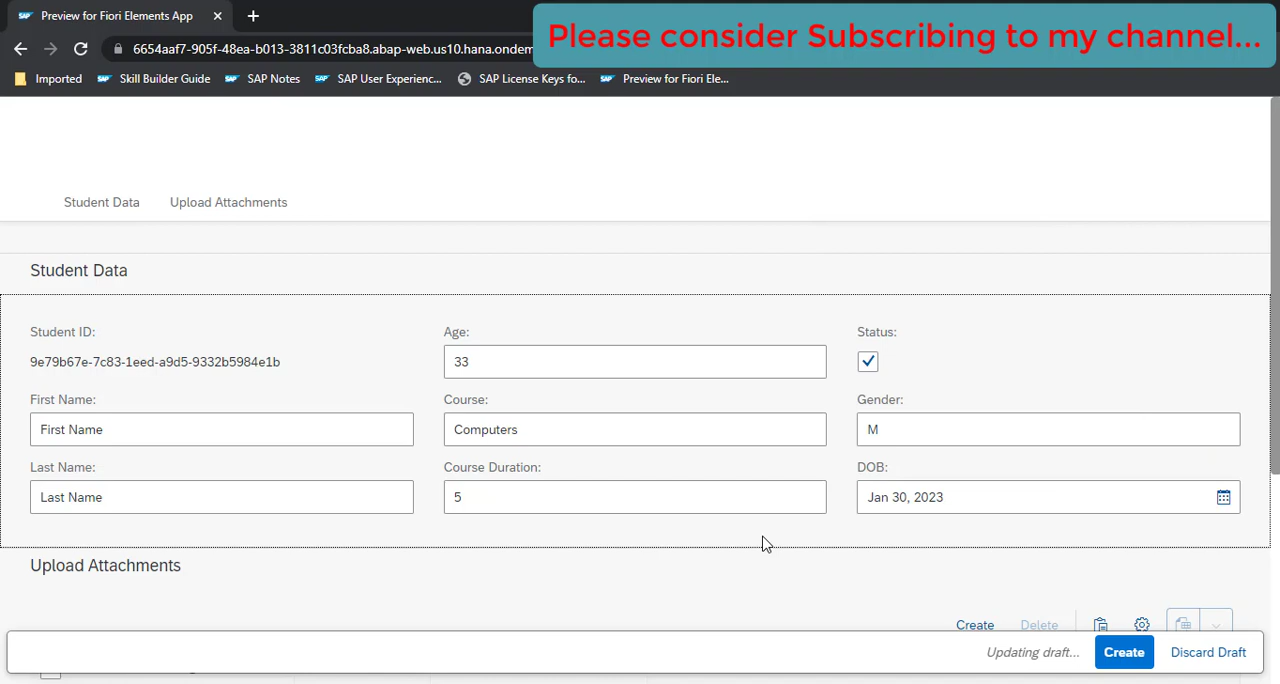 Preview for Fiori Elements App
Please consider Subscribing to my channel...
6654aaf7-905f-48ea-b013-3811c03fcba8.abap-web.us10.hana.ondem
Imported
Skill Builder Guide
SAP Notes
SAP User Experienc...
SAP License Keys fo...
Preview for Fiori Ele...
Student Data
Upload Attachments
Student Data
Student ID:
9e79b67e-7c83-1eed-a9d5-9332b5984e1b
Age:
33
Status:
First Name:
First Name
Course:
Computers
Gender:
M
Last Name:
Last Name
Course Duration:
5
DOB:
Jan 30, 2023
Upload Attachments
Create
Delete
Updating draft...
Create
Discard Draft